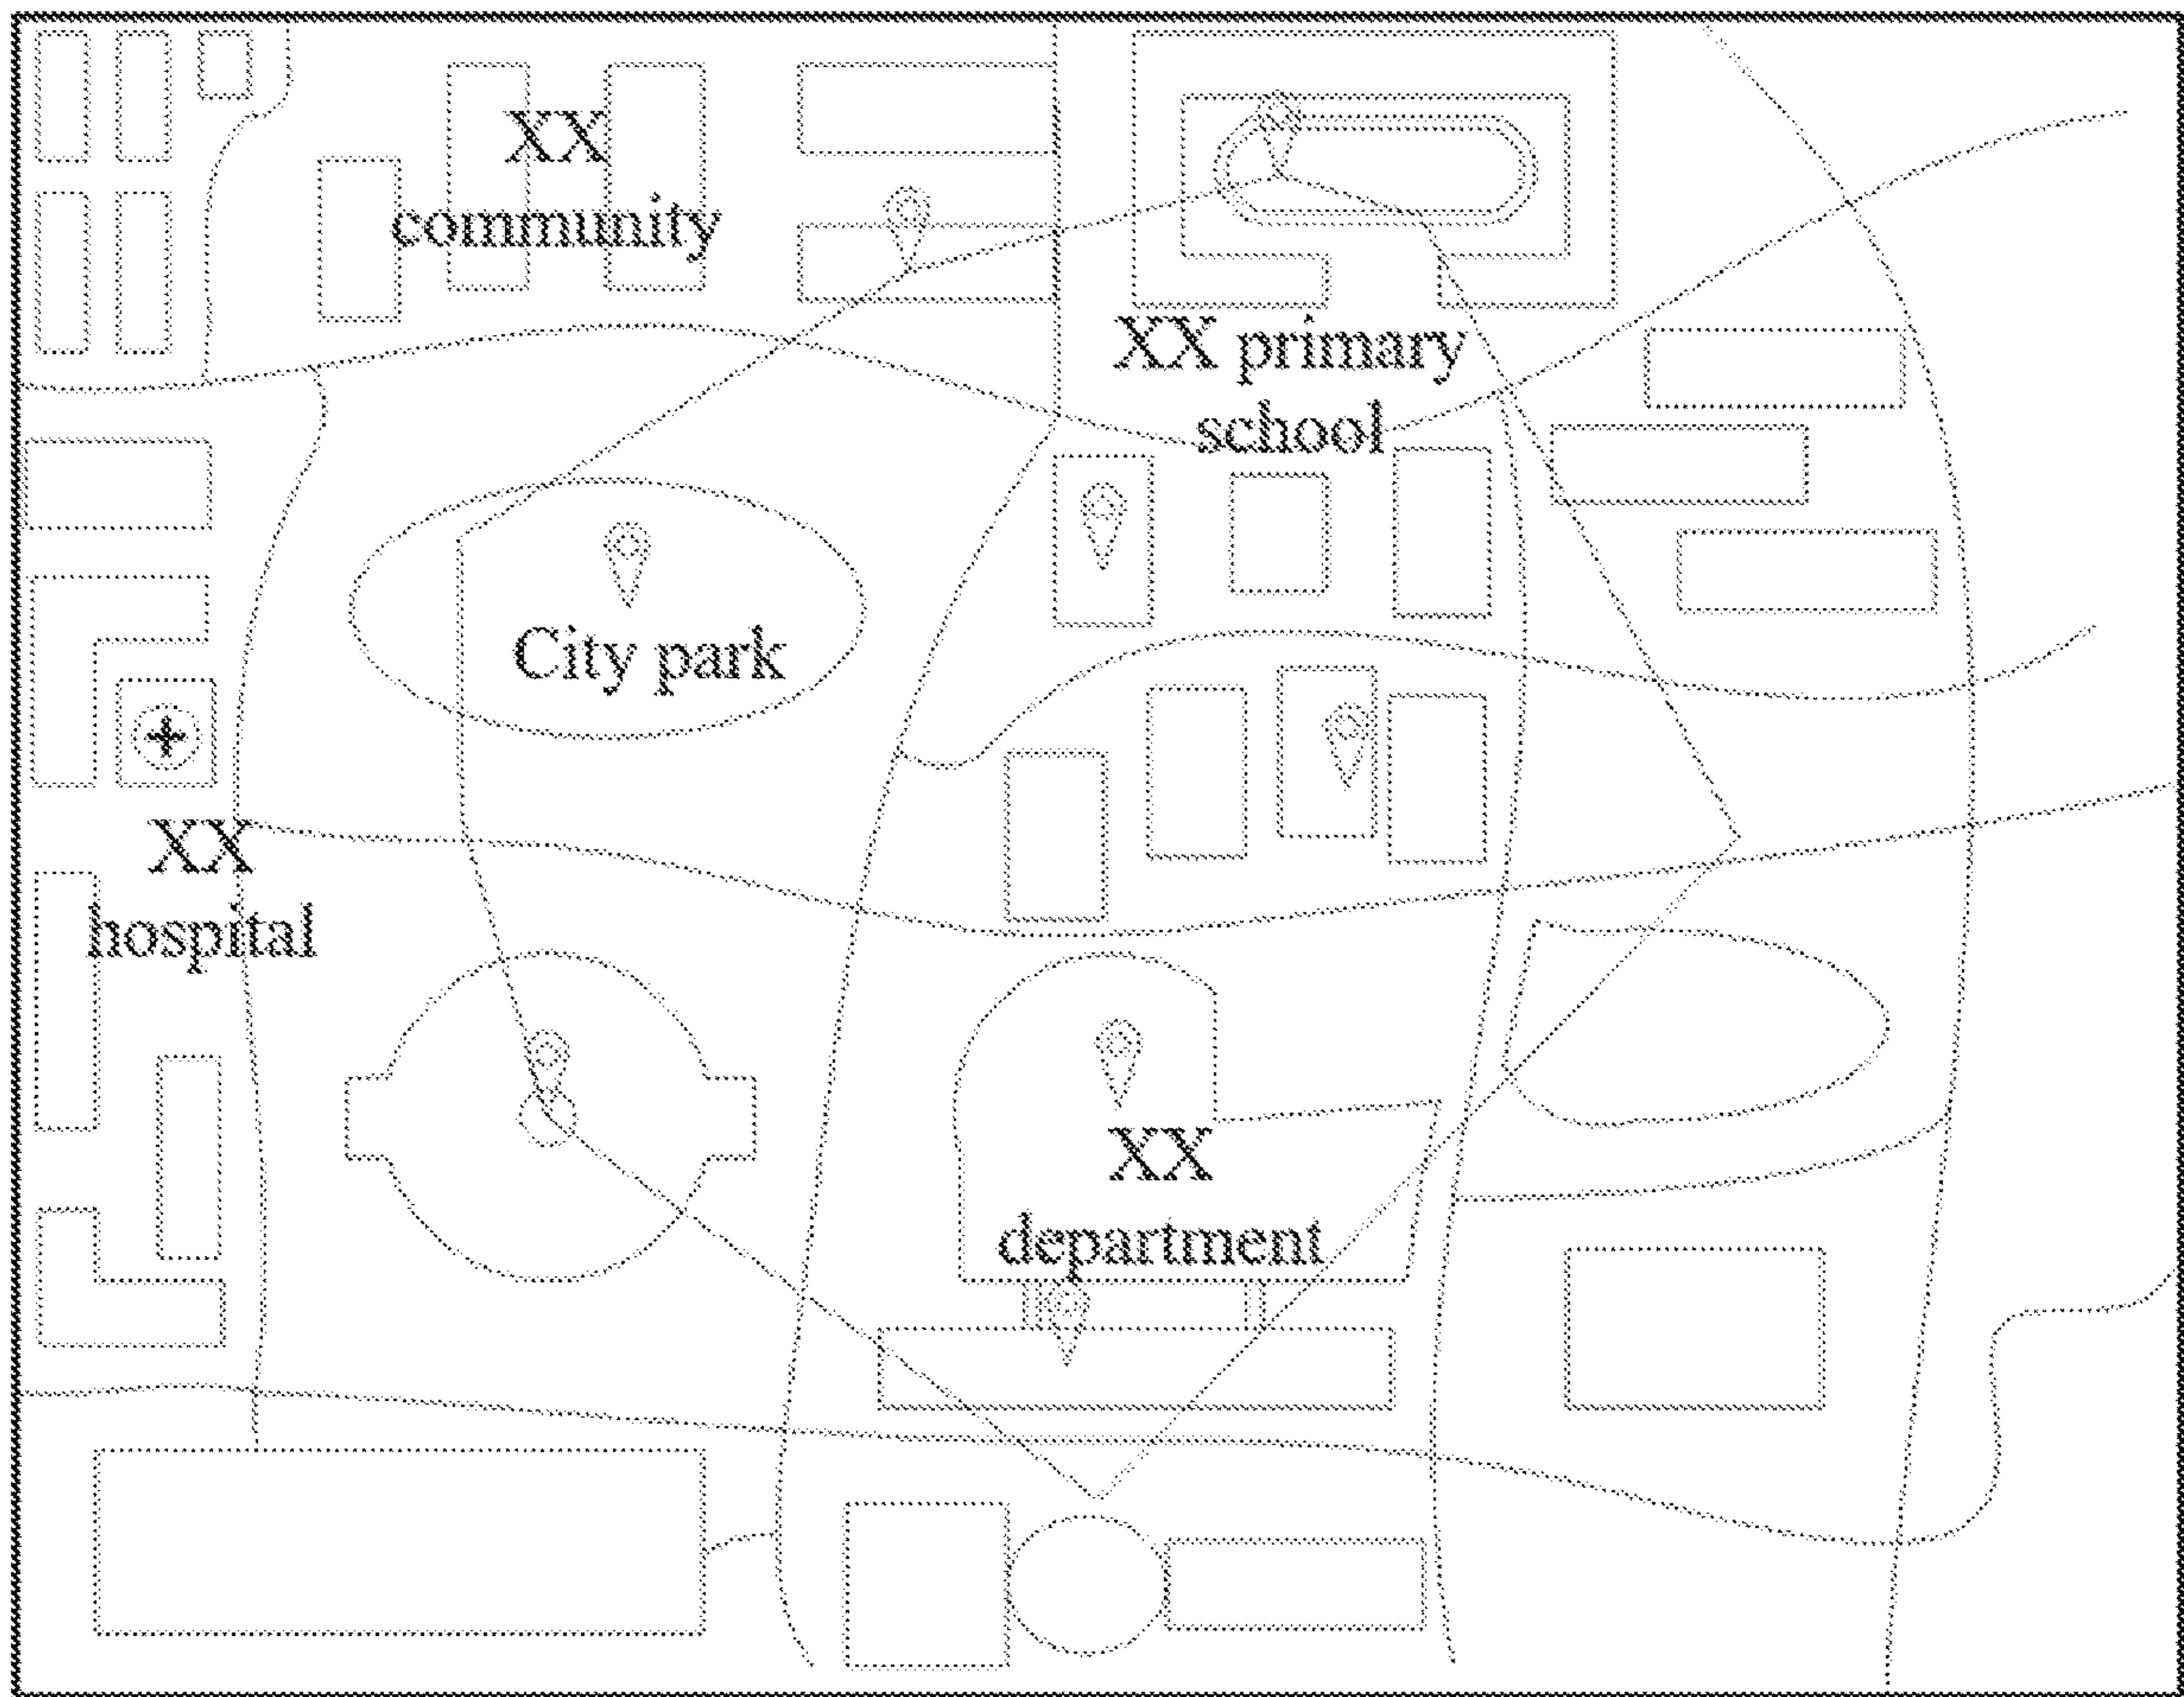 XX
community
XX primary
school
City park
XX
hospital
XX
department